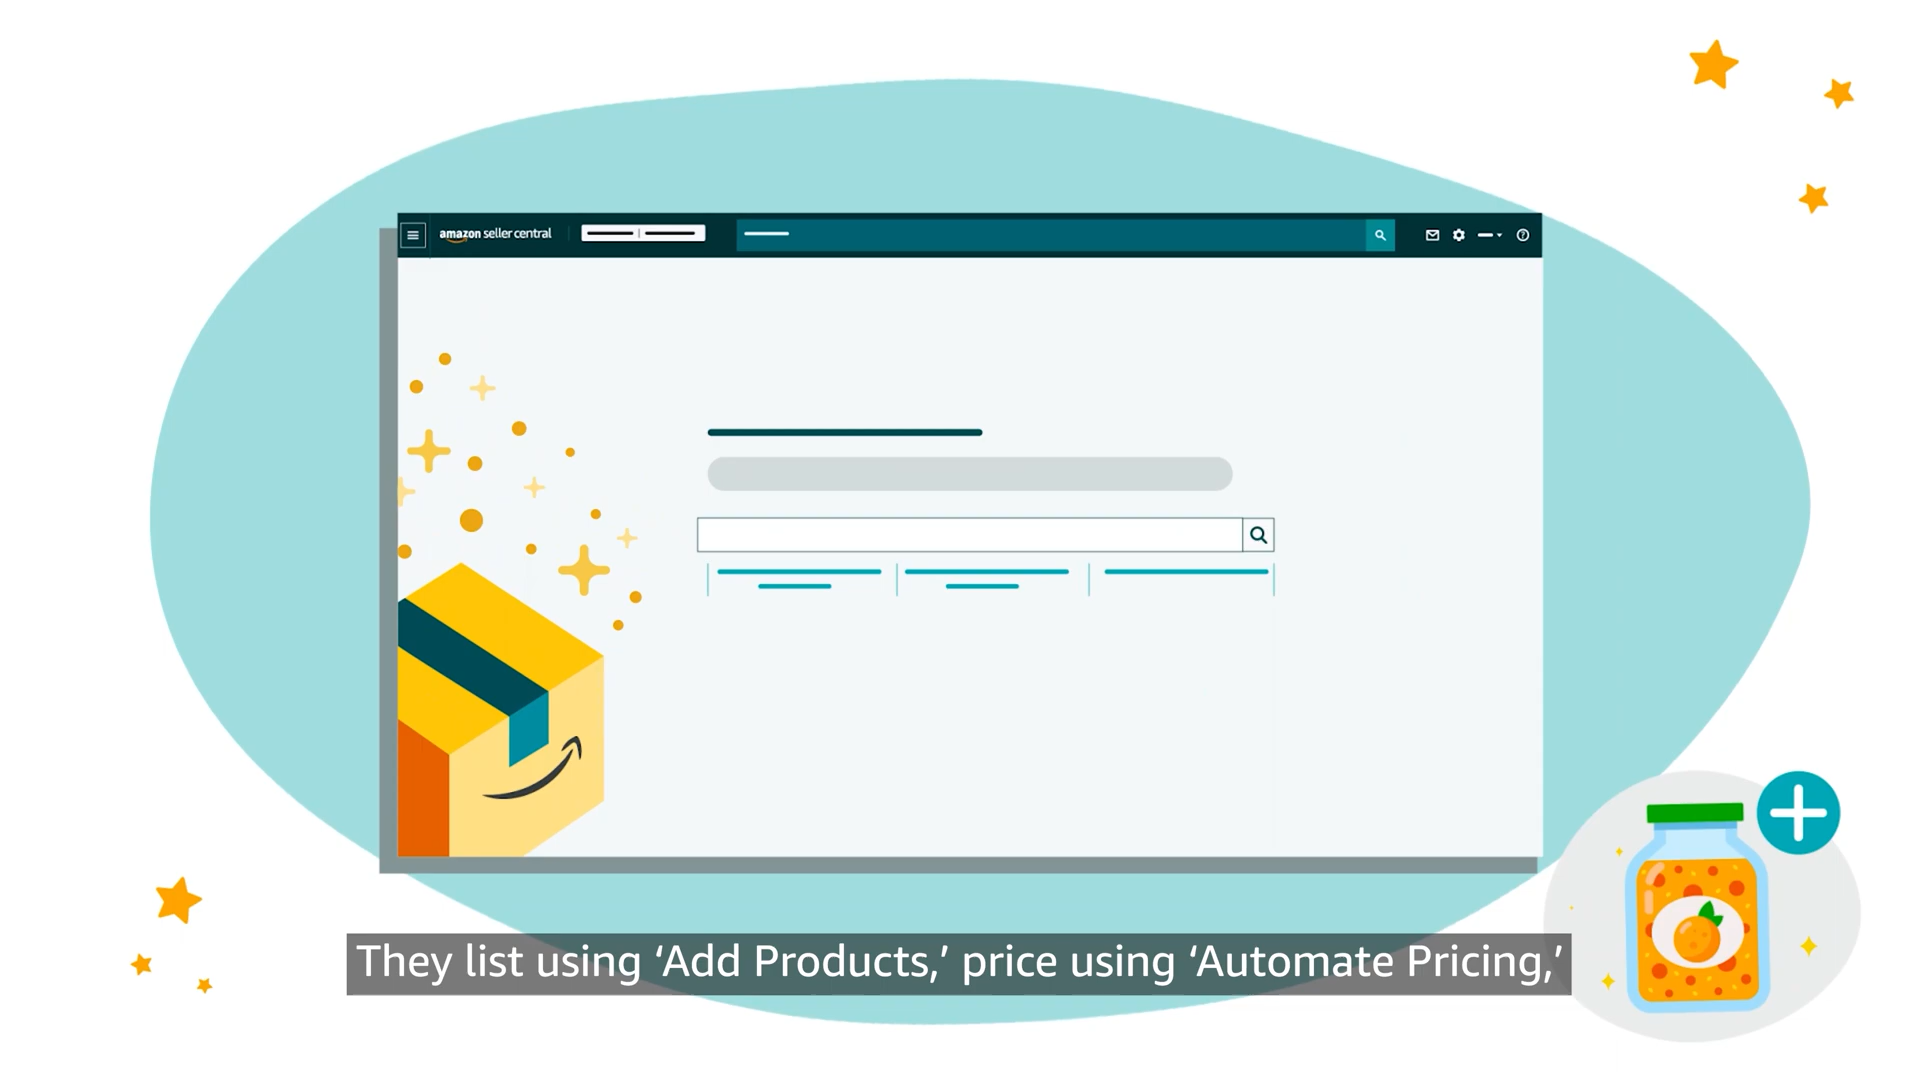 amazon seller central
They list using ‘Add Products,’ price using ‘Automate Pricing,’